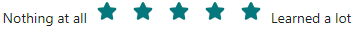 Nothing at all ★ ★ ★ ★ ★ Learned a lot